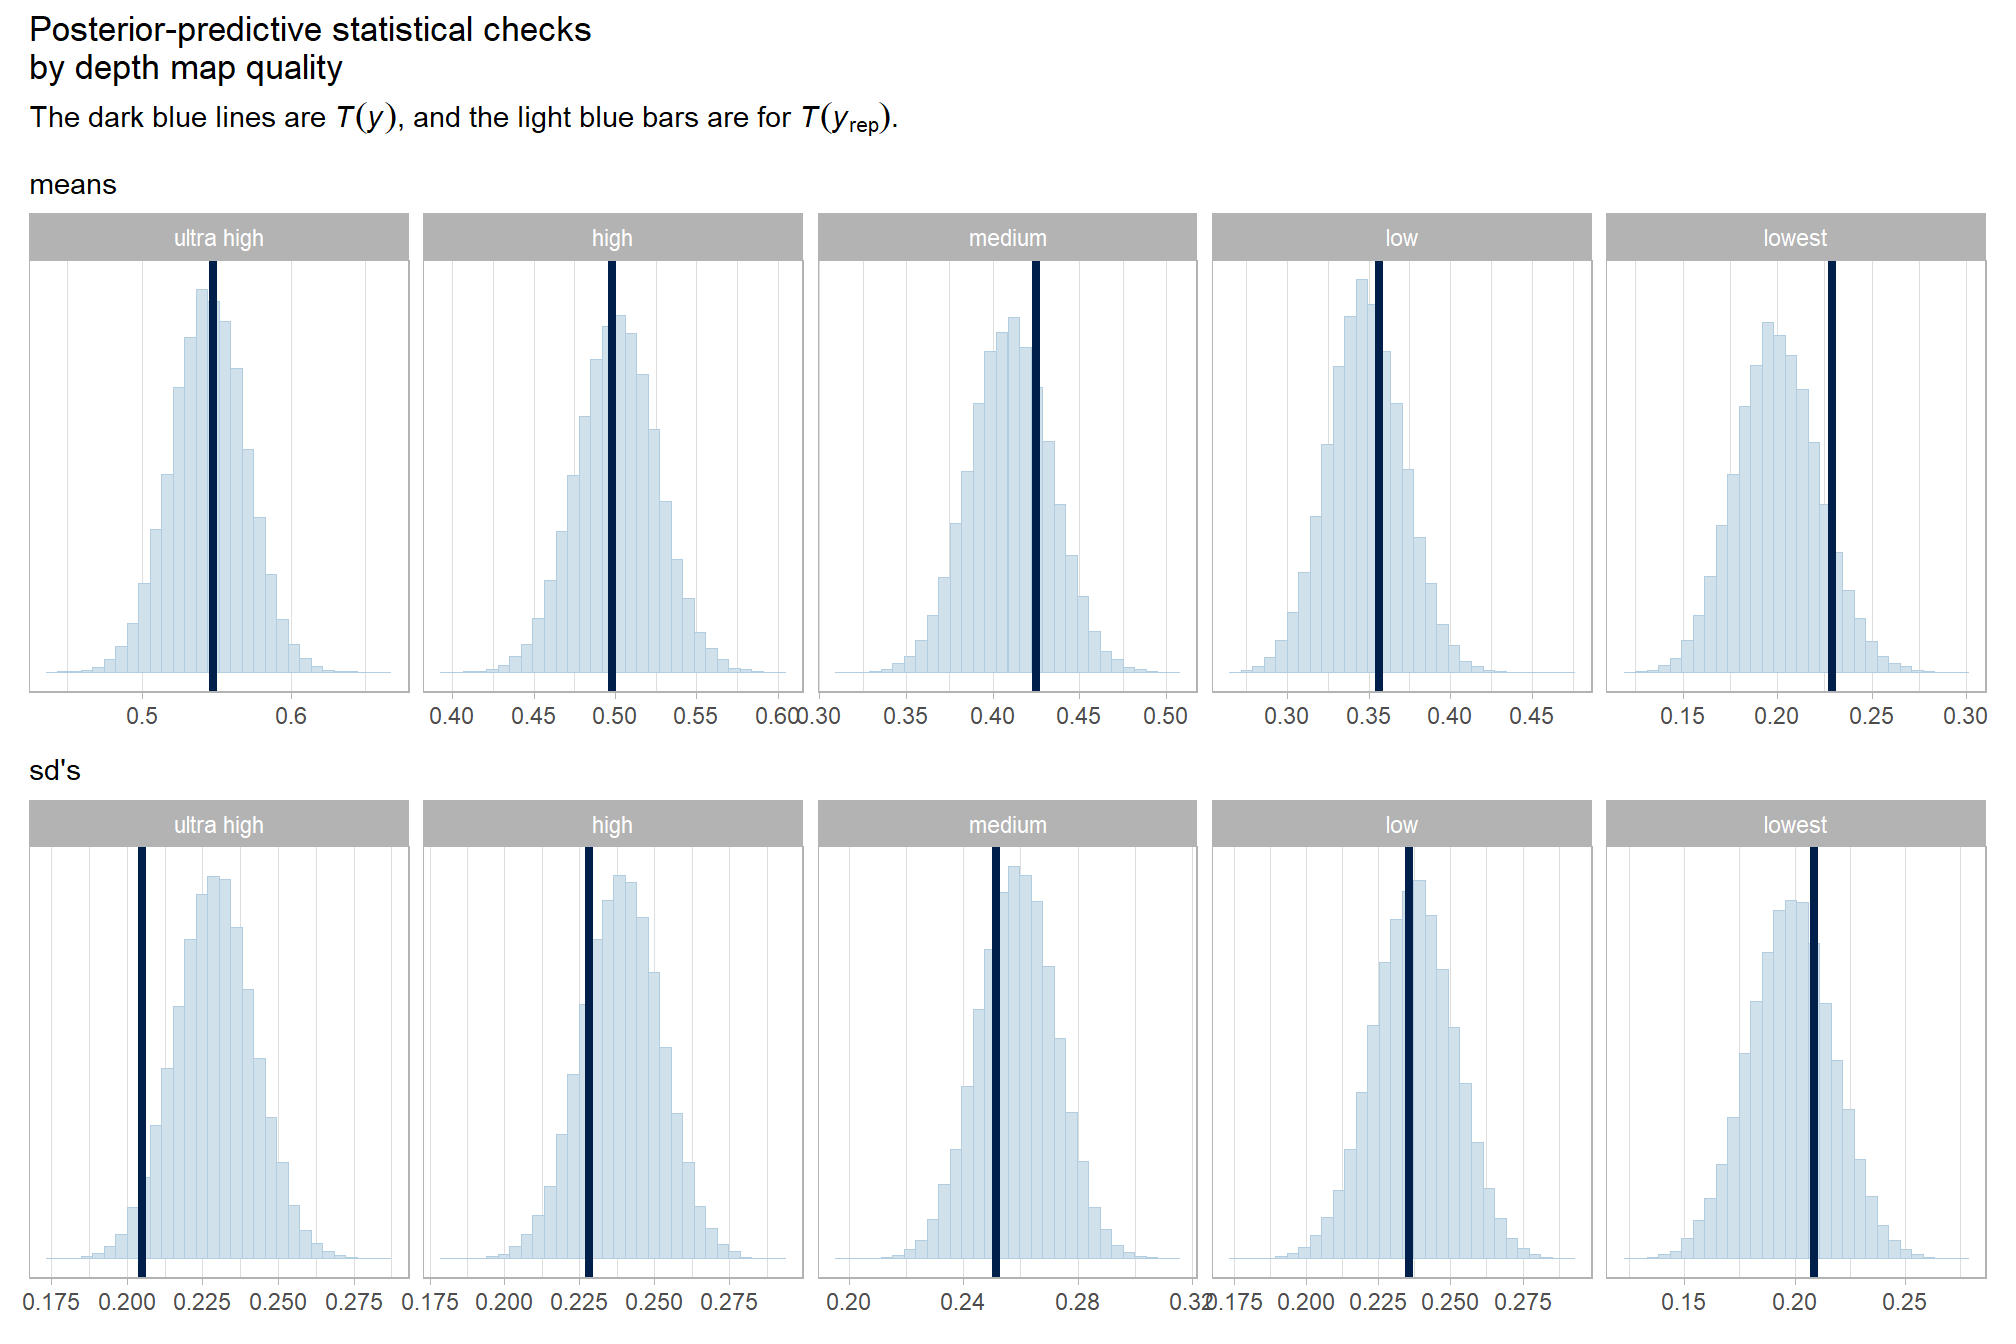 Posterior-predictive statistical checks
by depth map quality
The dark blue lines are T(y), and the light blue bars are for T(yrep).
means
ultra high high medium low lowest
0.5 0.6 0.40 0.45 0.50 0.55 0.60 0.30 0.35 0.40 0.45 0.50 0.30 0.35 0.40 0.45 0.15 0.20 0.25 0.30
sd's
ultra high high medium low lowest
0.175 0.200 0.225 0.250 0.275 0.175 0.200 0.225 0.250 0.275 0.20 0.24 0.28 0.32 0.175 0.200 0.225 0.250 0.275 0.15 0.20 0.25